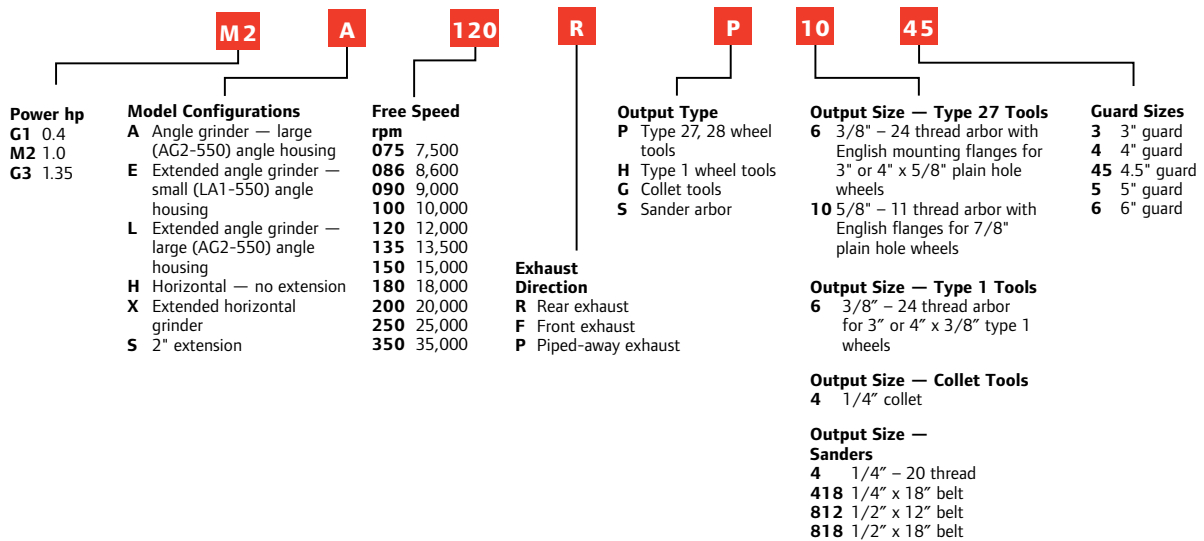 M2 A 120 R P 10 45
Power hp
G1 0.4
M2 1.0
G3 1.35
Model Configurations
A Angle grinder — large
(AG2-550) angle housing
E Extended angle grinder —
small (LA1-550) angle
housing
L Extended angle grinder —
large (AG2-550) angle
housing
H Horizontal — no extension
X Extended horizontal
grinder
S 2" extension
Free Speed
rpm
075 7,500
086 8,600
090 9,000
100 10,000
120 12,000
135 13,500
150 15,000
180 18,000
200 20,000
250 25,000
350 35,000
Exhaust
Direction
R Rear exhaust
F Front exhaust
P Piped-away exhaust
Output Type
P Type 27, 28 wheel
tools
H Type 1 wheel tools
G Collet tools
S Sander arbor
Output Size — Type 27 Tools
6 3/8" – 24 thread arbor with
English mounting flanges for
3" or 4" x 5/8" plain hole
wheels
10 5/8" – 11 thread arbor with
English flanges for 7/8"
plain hole wheels
Output Size — Type 1 Tools
6 3/8″ – 24 thread arbor
for 3″ or 4″ x 3/8″ type 1
wheels
Output Size — Collet Tools
4 1/4″ collet
Output Size —
Sanders
4 1/4″ – 20 thread
418 1/4″ x 18″ belt
812 1/2″ x 12″ belt
818 1/2″ x 18″ belt
Guard Sizes
3 3" guard
4 4" guard
45 4.5" guard
5 5" guard
6 6" guard